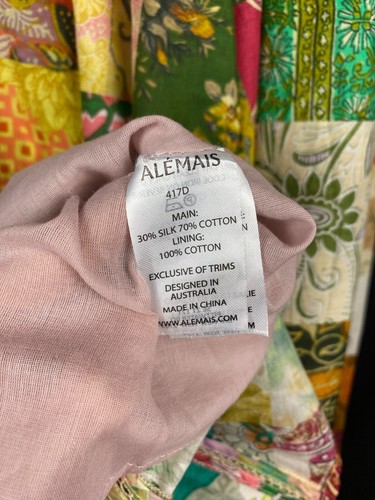 ALÉMAIS
417D
MAIN:
30% SILK 70% COTTON
LINING:
100% COTTON
EXCLUSIVE OF TRIMS
DESIGNED IN
AUSTRALIA
MADE IN CHINA
WWW.ALEMAIS.COM